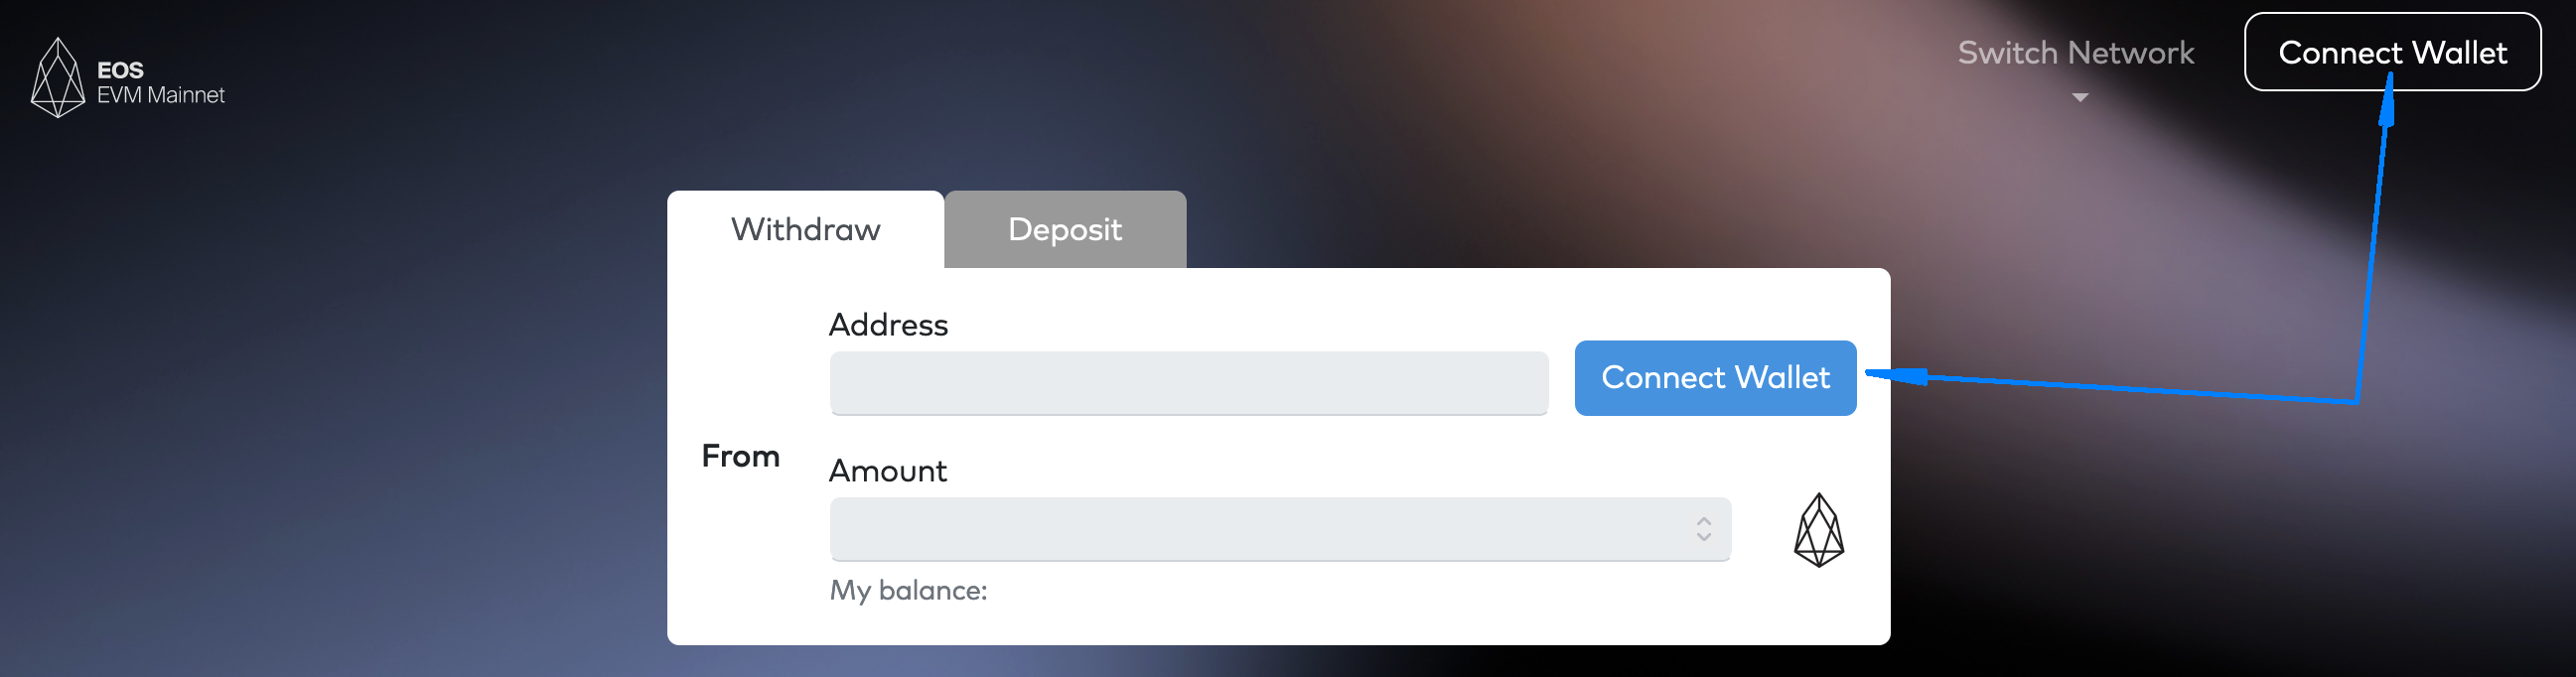 EOS
EVM Mainnet
Switch Network
Connect Wallet
Withdraw
Deposit
Address
Connect Wallet
From
Amount
My balance: